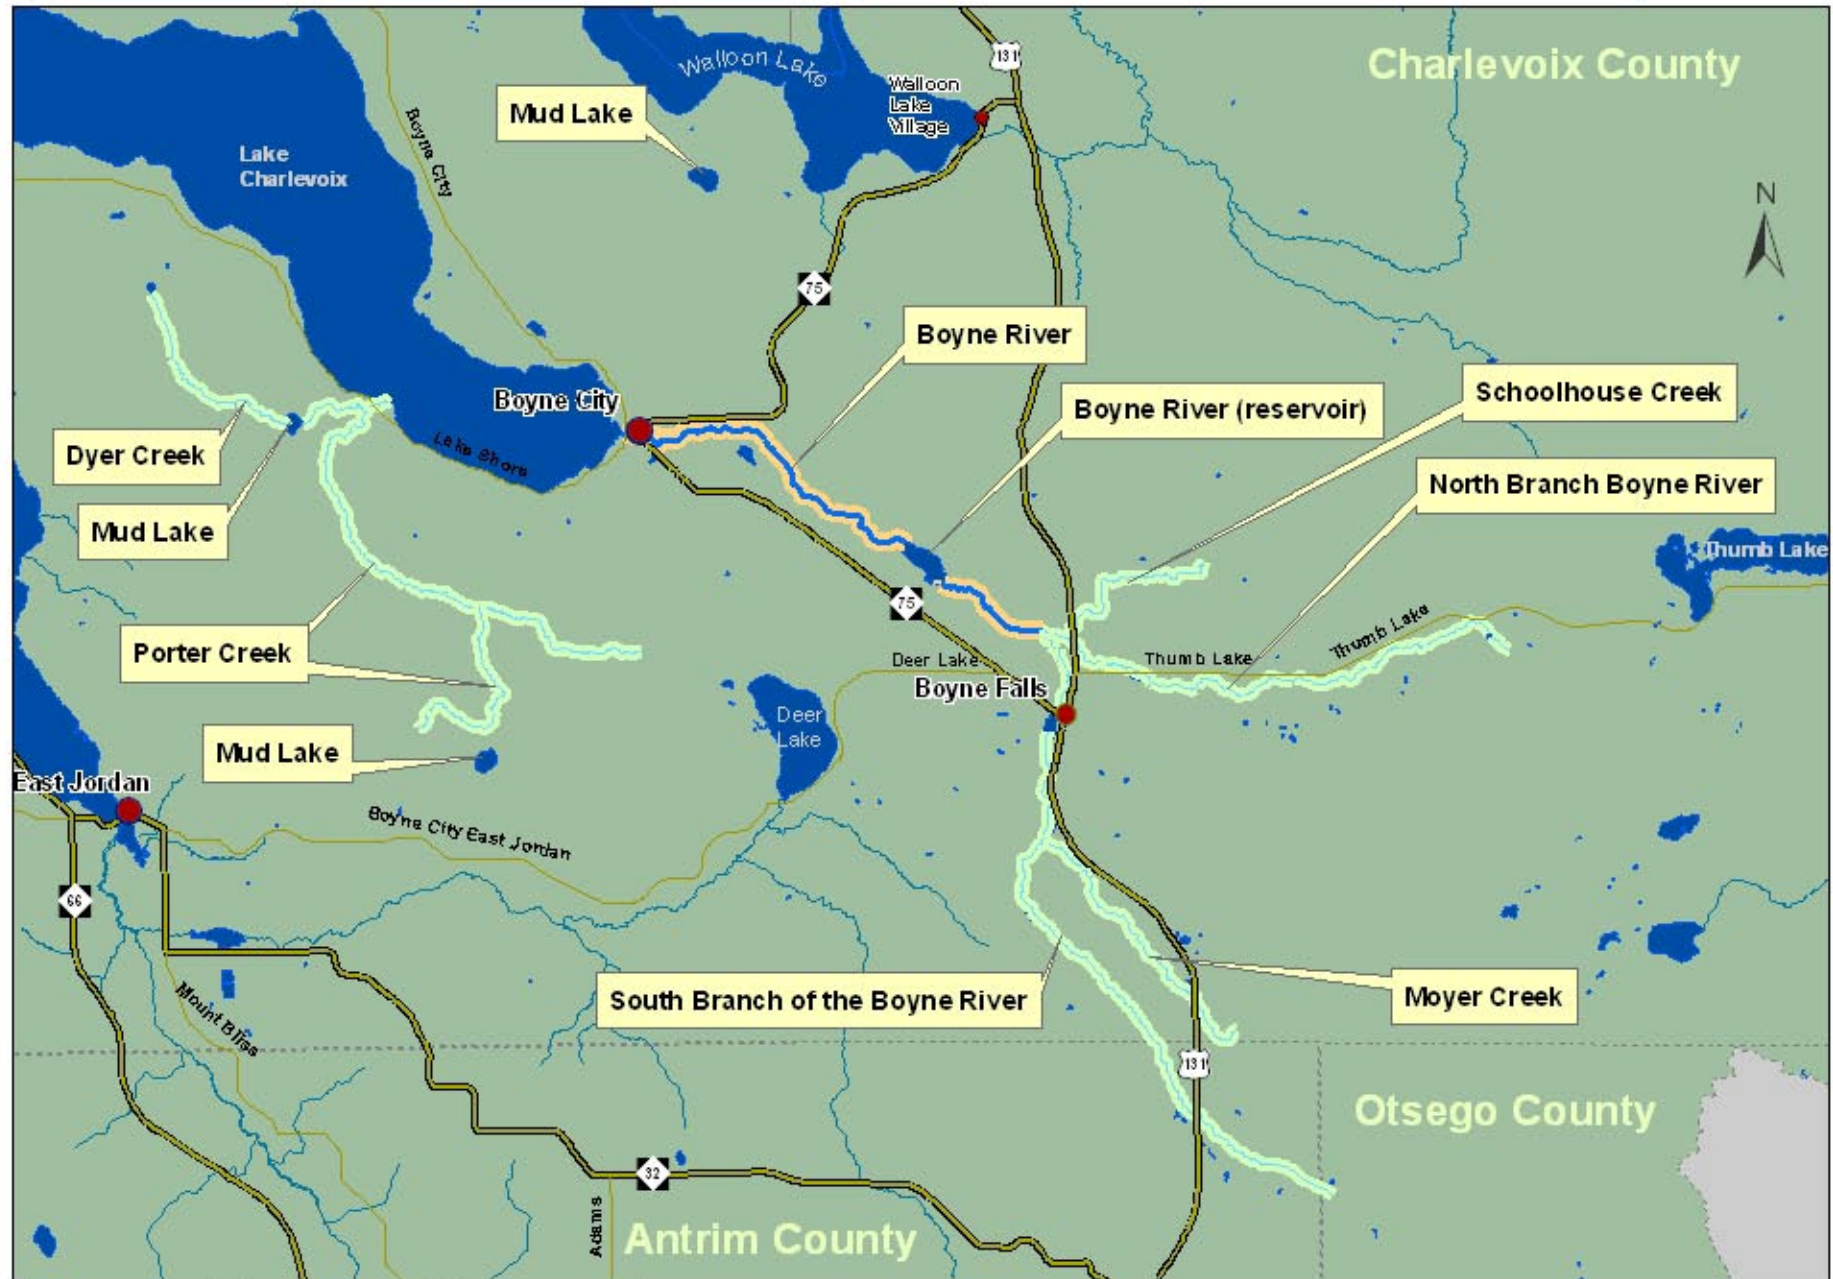 131
Charlevoix County
Walloon Lake
Walloon
Lake
Village
Mud Lake
Boyne City
Lake
Charlevoix
N
75
Boyne River
Schoolhouse Creek
Boyne City
Boyne River (reservoir)
Lake Shore
Dyer Creek
North Branch Boyne River
Mud Lake
Thumb Lake
75
Thumb Lake
Porter Creek
Deer Lake
Thumb Lake
Boyne Falls
Deer
Lake
Mud Lake
East Jordan
Boyne City East Jordan
66
South Branch of the Boyne River
Moyer Creek
Mount Bliss
131
Otsego County
32
Adams
Antrim County